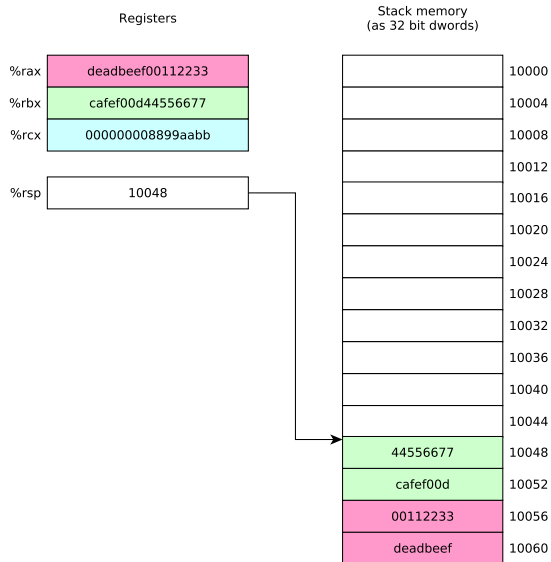 Registers
Stack memory
(as 32 bit dwords)
%rax deadbeef00112233
%rbx cafef00d44556677
%rcx 000000008899aabb
%rsp 10048
10000
10004
10008
10012
10016
10020
10024
10028
10032
10036
10040
10044
44556677 10048
cafef00d 10052
00112233 10056
deadbeef 10060